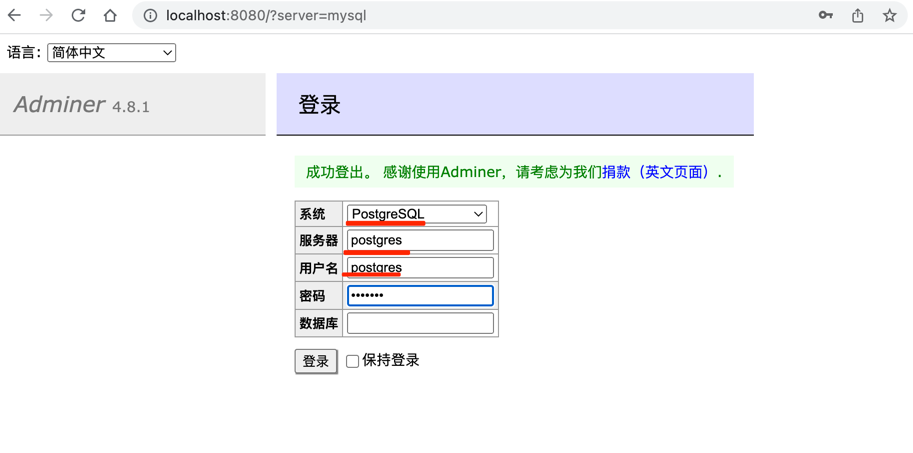 localhost:8080/?server=mysql
语言: 简体中文
Adminer 4.8.1
登录
成功登出。 感谢使用Adminer，请考虑为我们捐款（英文页面）.
系统 PostgreSQL
服务器 postgres
用户名 postgres
密码 •••••••
数据库
登录 保持登录